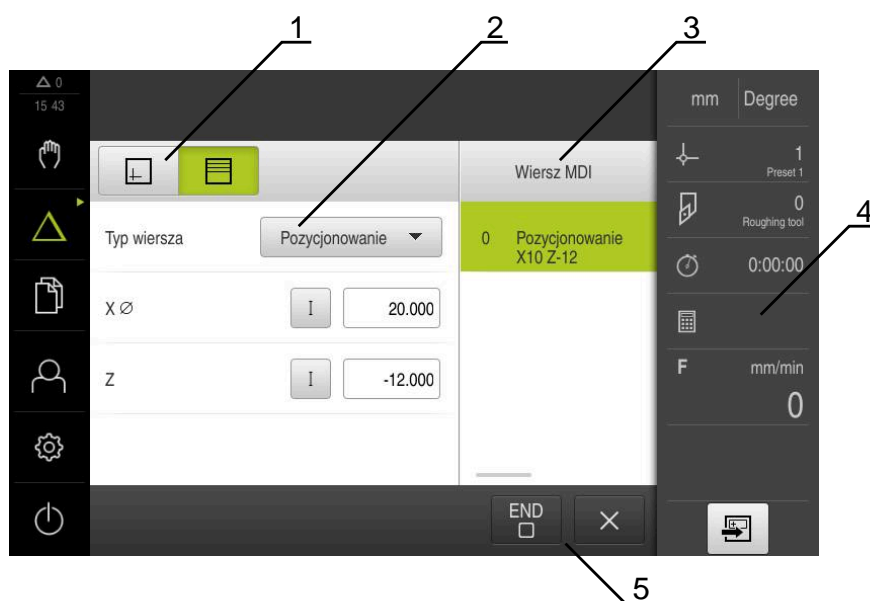 1
2
3
4
5
0
15 43
Typ wiersza
Pozycjonowanie
X Ø
I
20.000
Z
I
-12.000
END
Wiersz MDI
0 Pozycjonowanie
X10 Z-12
mm
Degree
1
Preset 1
0
Roughing tool
0:00:00
F
mm/min
0